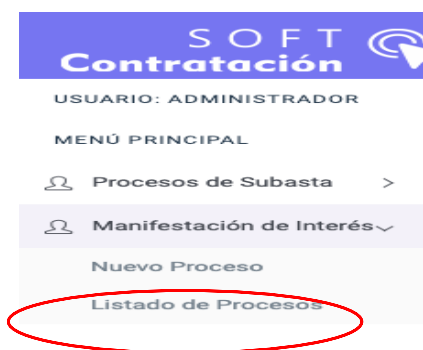 SOFT
Contratación
USUARIO: ADMINISTRADOR
MENÚ PRINCIPAL
Procesos de Subasta >
Manifestación de Interés
Nuevo Proceso
Listado de Procesos